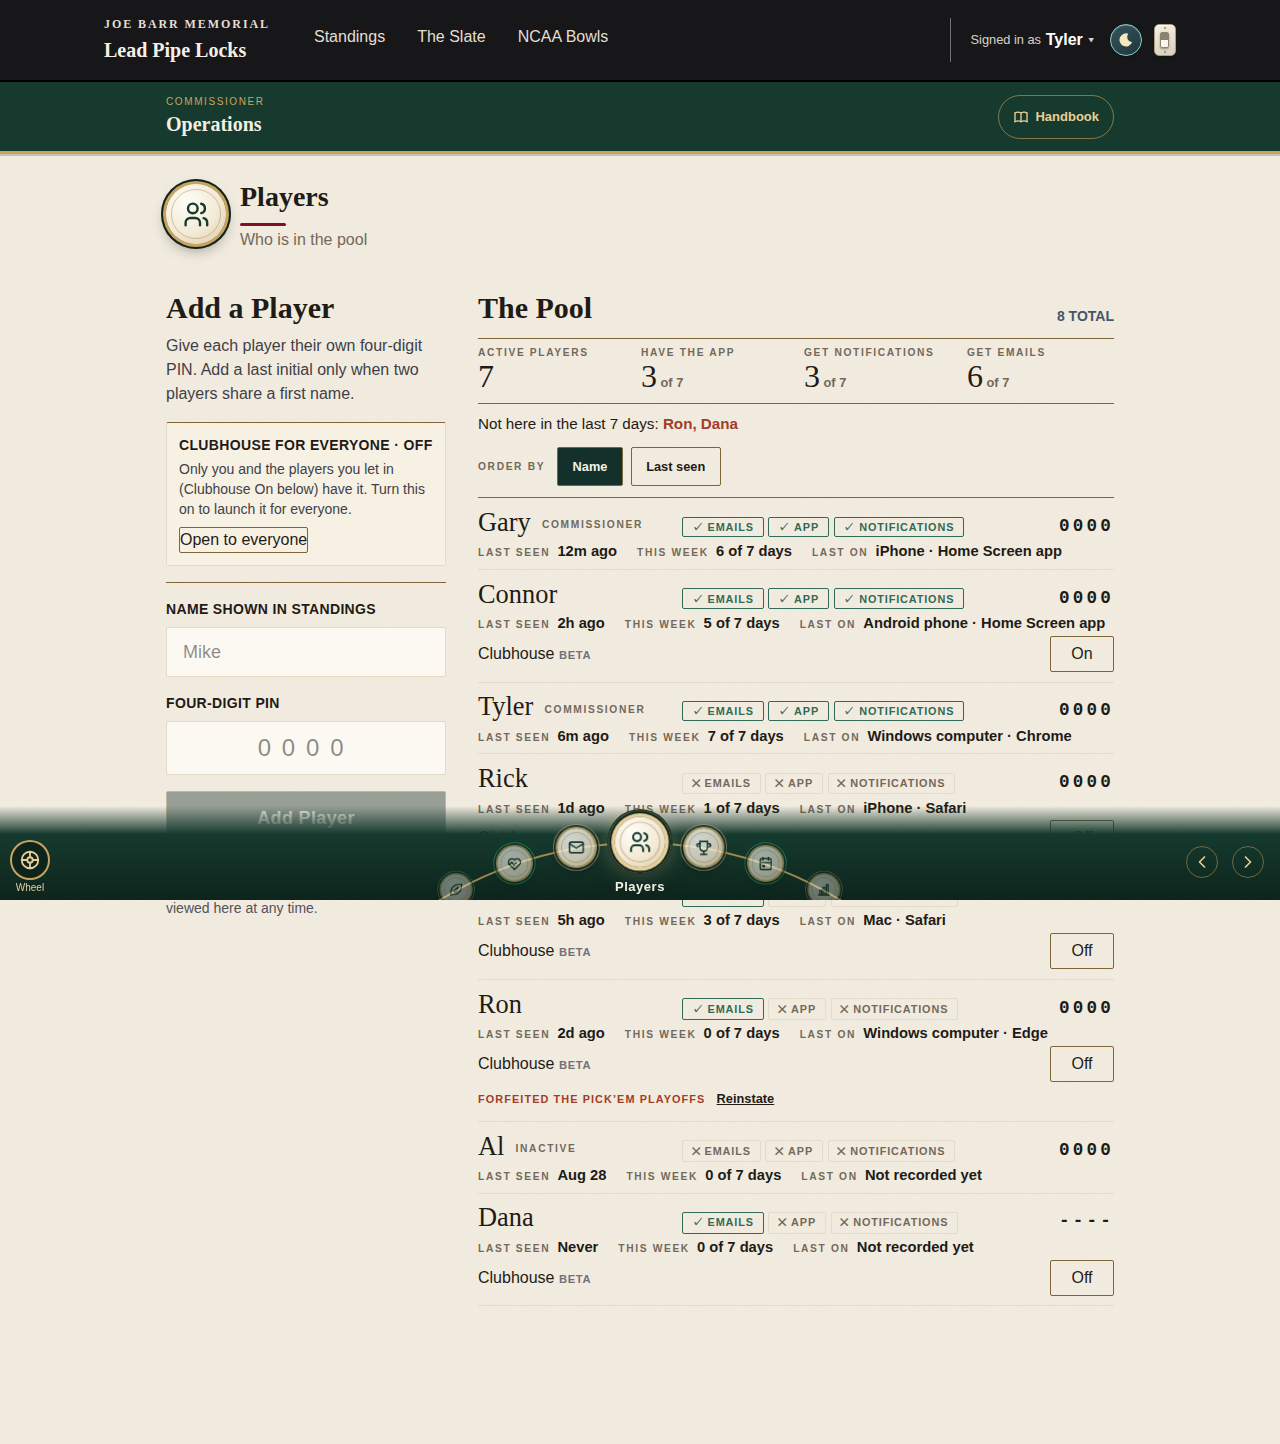 JOE BARR MEMORIAL
Lead Pipe Locks
Standings
The Slate
NCAA Bowls
Signed in as Tyler
COMMISSIONER
Operations
Handbook
Players
Who is in the pool
Add a Player
Give each player their own four-digit
PIN. Add a last initial only when two
players share a first name.
CLUBHOUSE FOR EVERYONE · OFF
Only you and the players you let in
(Clubhouse On below) have it. Turn this
on to launch it for everyone.
Open to everyone
NAME SHOWN IN STANDINGS
Mike
FOUR-DIGIT PIN
0 0 0 0
Add Player
viewed here at any time.
The Pool
8 TOTAL
ACTIVE PLAYERS
7
HAVE THE APP
3 of 7
GET NOTIFICATIONS
3 of 7
GET EMAILS
6 of 7
Not here in the last 7 days: Ron, Dana
ORDER BY Name Last seen
Gary COMMISSIONER ✓ EMAILS ✓ APP ✓ NOTIFICATIONS 0000
LAST SEEN 12m ago THIS WEEK 6 of 7 days LAST ON iPhone · Home Screen app
Connor ✓ EMAILS ✓ APP ✓ NOTIFICATIONS 0000
LAST SEEN 2h ago THIS WEEK 5 of 7 days LAST ON Android phone · Home Screen app
Clubhouse BETA On
Tyler COMMISSIONER ✓ EMAILS ✓ APP ✓ NOTIFICATIONS 0000
LAST SEEN 6m ago THIS WEEK 7 of 7 days LAST ON Windows computer · Chrome
Rick ✕ EMAILS ✕ APP ✕ NOTIFICATIONS 0000
LAST SEEN 1d ago THIS WEEK 1 of 7 days LAST ON iPhone · Safari
Wheel
Players
LAST SEEN 5h ago THIS WEEK 3 of 7 days LAST ON Mac · Safari
Clubhouse BETA Off
Ron ✓ EMAILS ✕ APP ✕ NOTIFICATIONS 0000
LAST SEEN 2d ago THIS WEEK 0 of 7 days LAST ON Windows computer · Edge
Clubhouse BETA Off
FORFEITED THE PICK'EM PLAYOFFS Reinstate
Al INACTIVE ✕ EMAILS ✕ APP ✕ NOTIFICATIONS 0000
LAST SEEN Aug 28 THIS WEEK 0 of 7 days LAST ON Not recorded yet
Dana ✓ EMAILS ✕ APP ✕ NOTIFICATIONS ----
LAST SEEN Never THIS WEEK 0 of 7 days LAST ON Not recorded yet
Clubhouse BETA Off